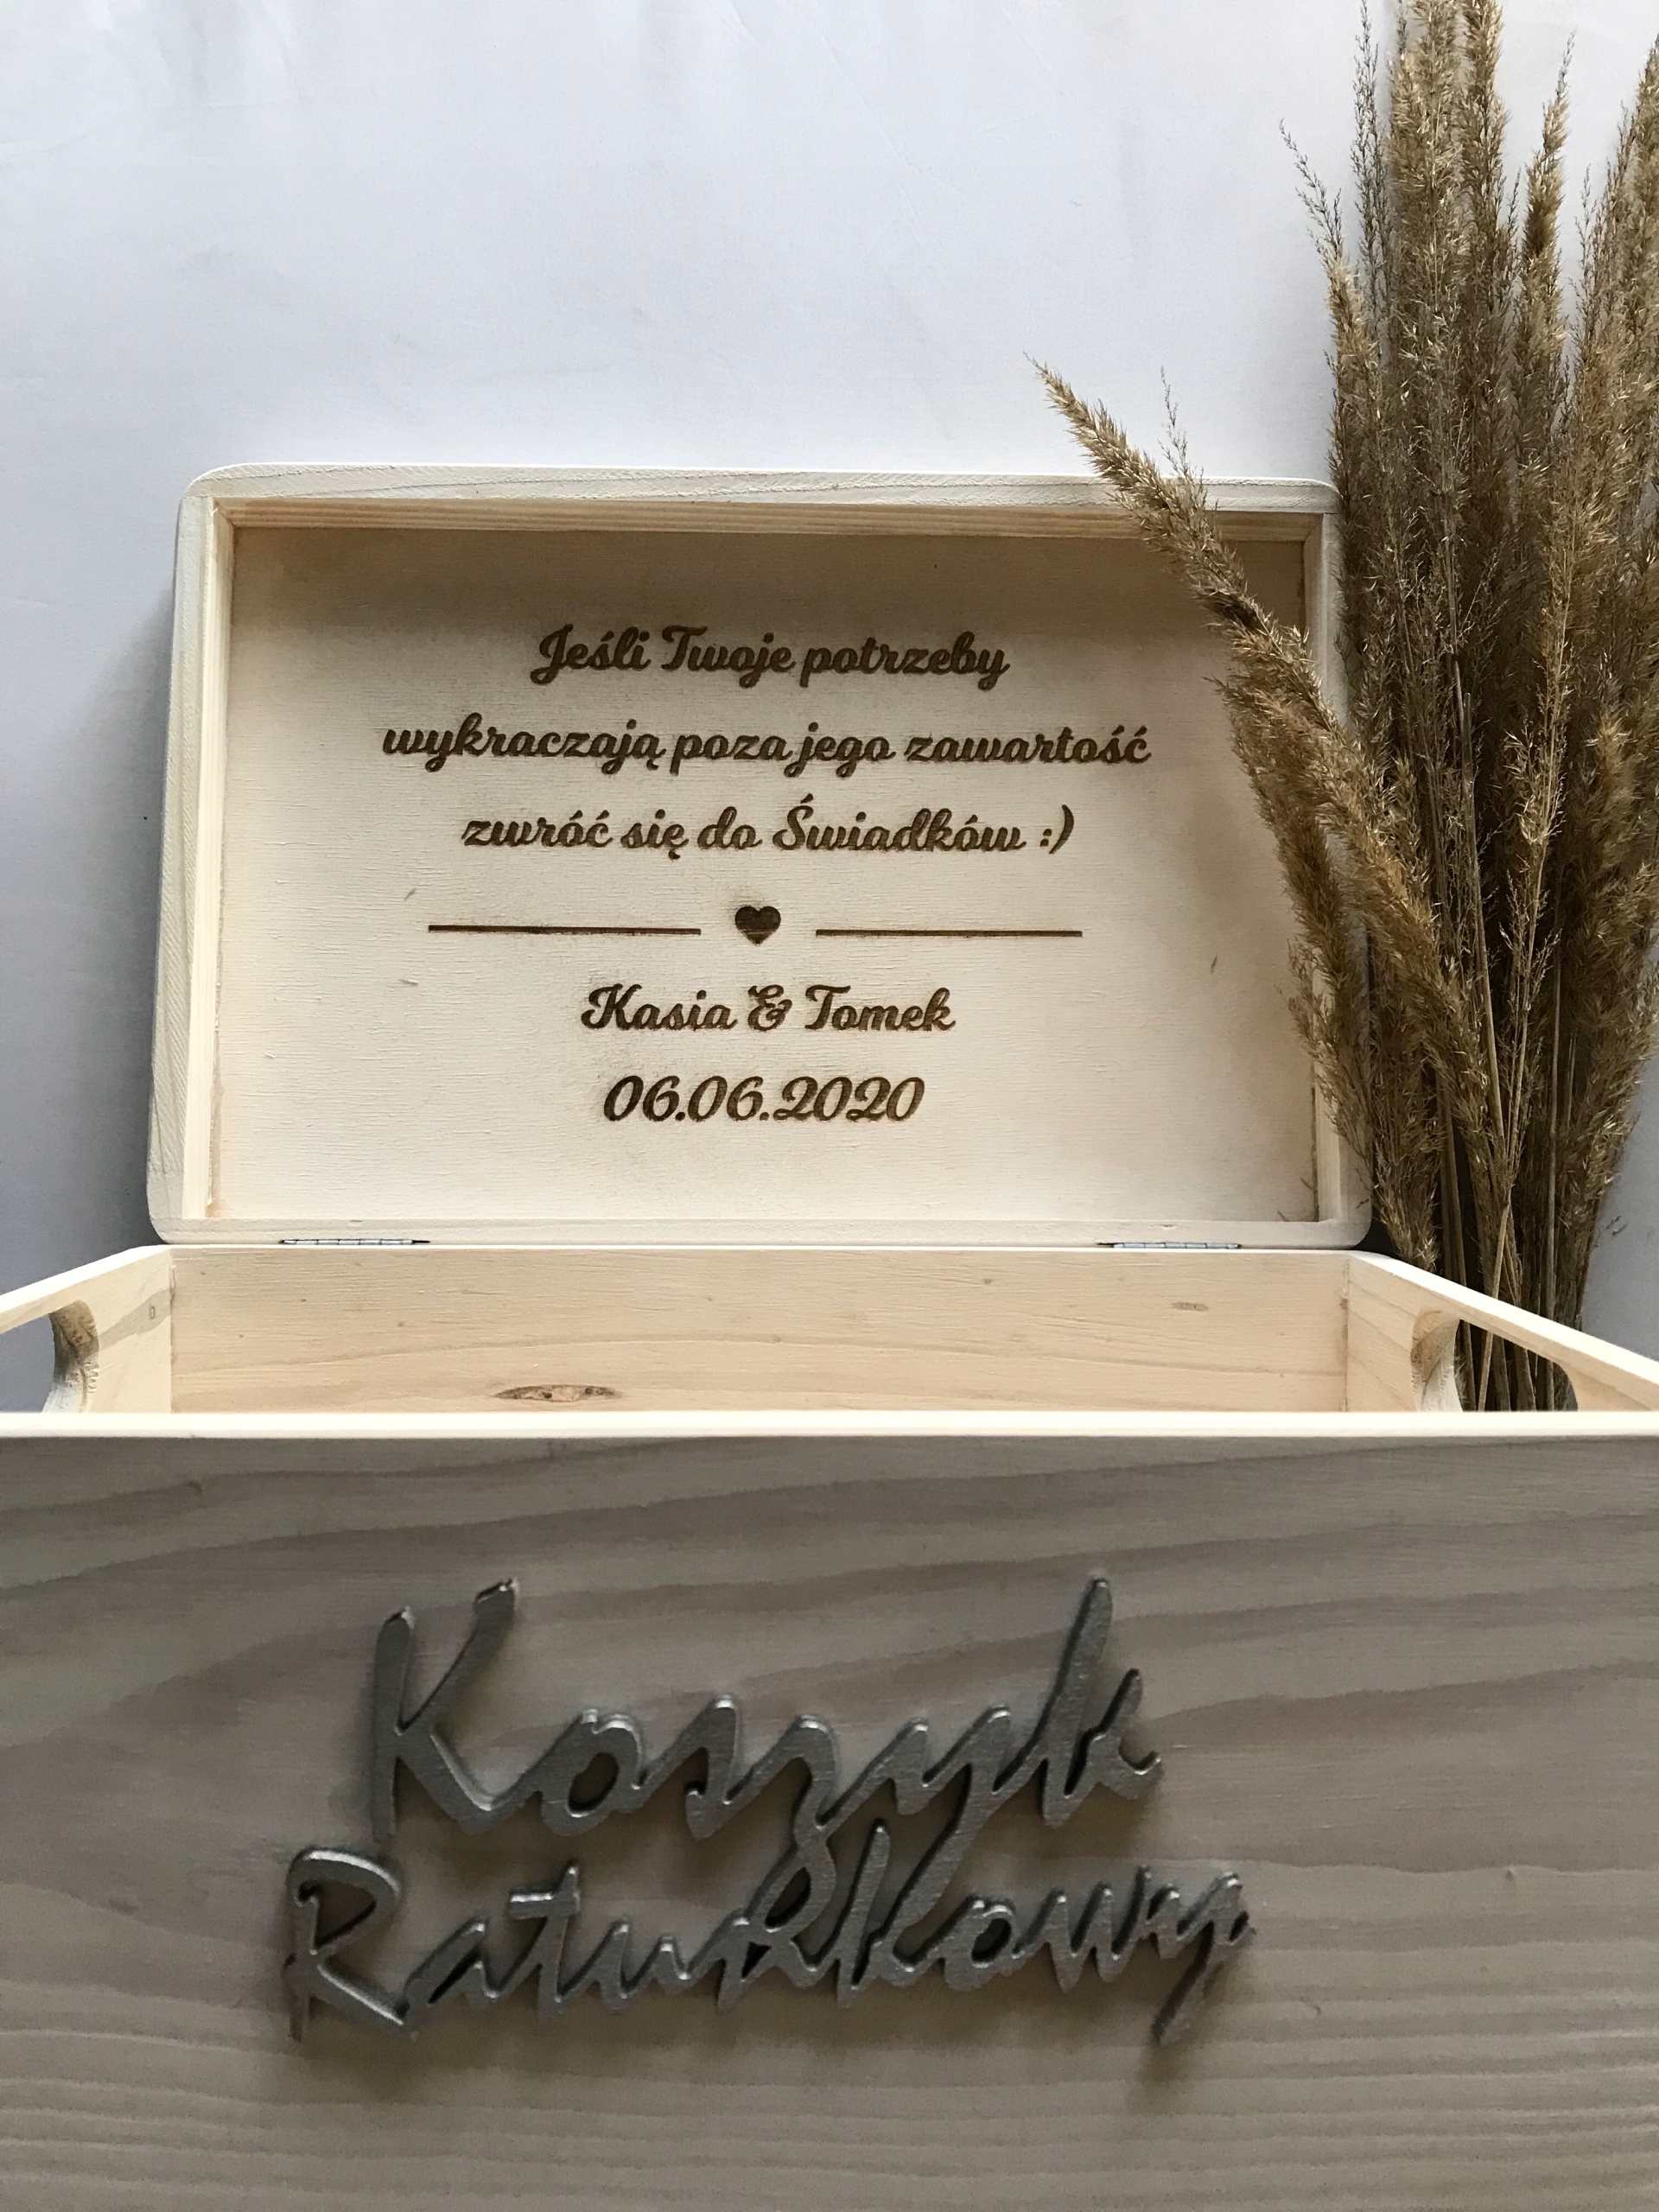 Jeśli Twoje potrzeby
wykraczają poza jego zawartość
zwróć się do Świadków :)
Kasia & Tomek
06.06.2020
Koszyk
Ratunkowy